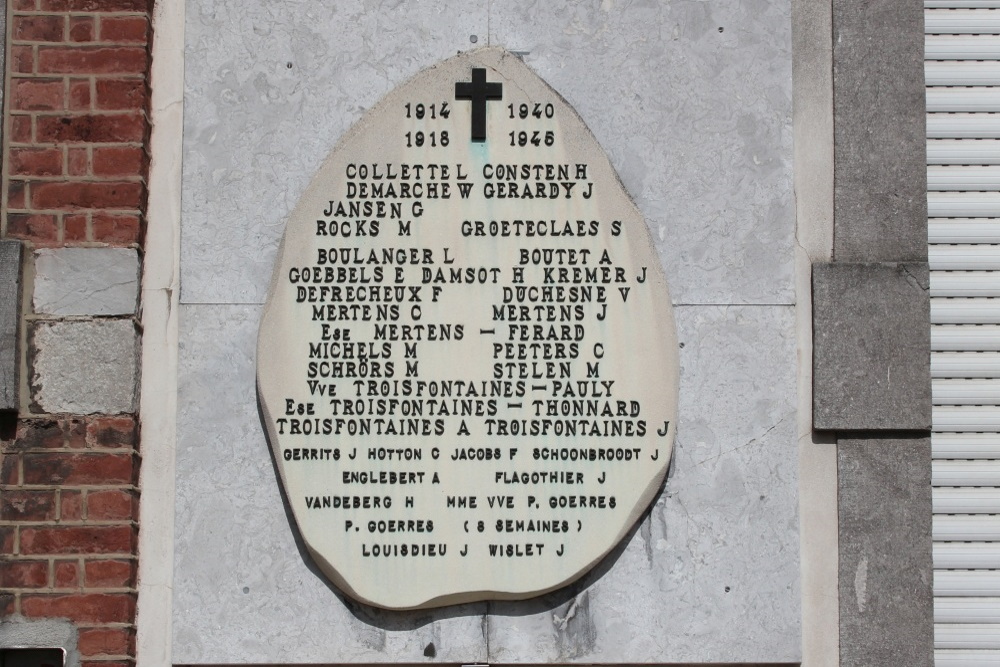 1914 1940
1918 1945
COLLETTE L CONSTEN H
DEMARCHE W GERARDY J
JANSEN G
ROCKS M GROETECLAES S
BOULANGER L BOUTET A
GOEBBELS E DAMSOT H KREMER J
DEFRECHEUX F DUCHESNE V
MERTENS C MERTENS J
ESE MERTENS - FERARD
MICHELS M PEETERS C
SCHRÖRS M STELEN M
VVE TROISFONTAINES - PAULY
ESE TROISFONTAINES - THONNARD
TROISFONTAINES A TROISFONTAINES J
GERRITS J HOTTON C JACOBS F SCHOONBROODT J
ENGLEBERT A FLAGOTHIER J
VANDEBERG H MME VVE P. GOERRES
P. GOERRES (8 SEMAINES)
LOUISDIEU J WISLET J